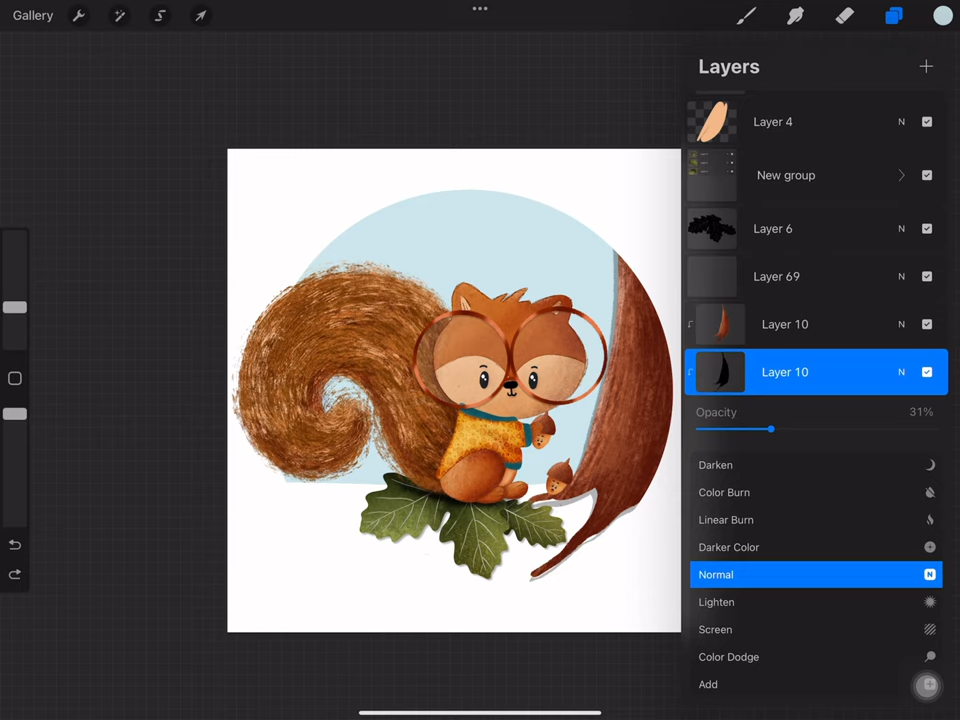 Gallery
Layers
Layer 4 N
New group
Layer 6 N
Layer 69 N
Layer 10 N
Layer 10 N
Opacity 31%
Darken
Color Burn
Linear Burn
Darker Color
Normal N
Lighten
Screen
Color Dodge
Add